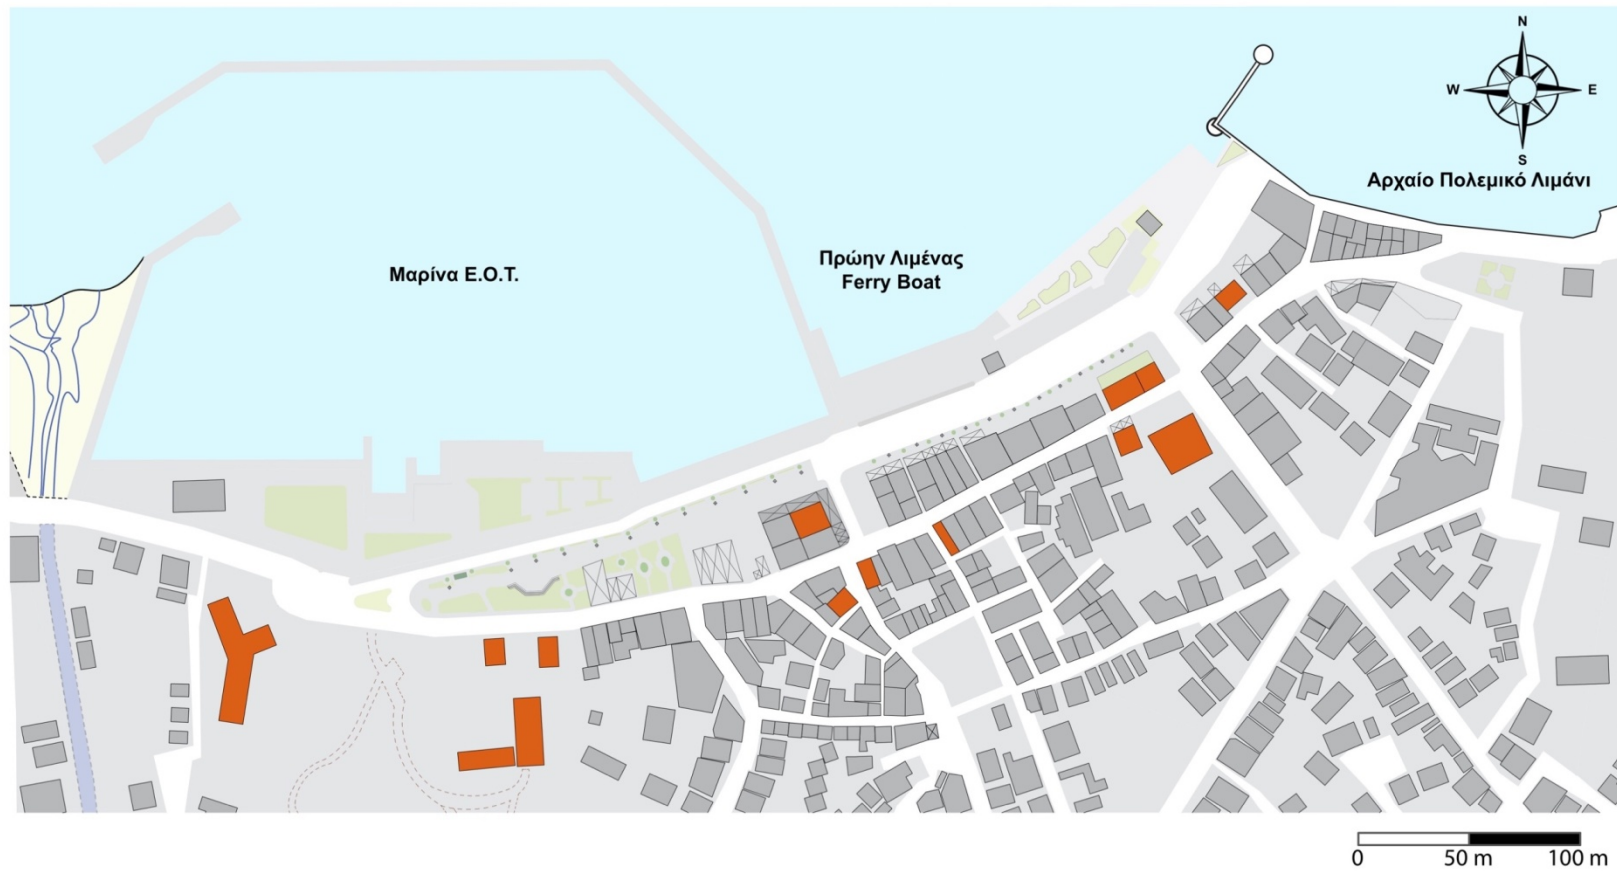 N
W
E
S
Αρχαίο Πολεμικό Λιμάνι
Πρώην Λιμένας
Ferry Boat
Μαρίνα Ε.Ο.Τ.
0 50 m 100 m